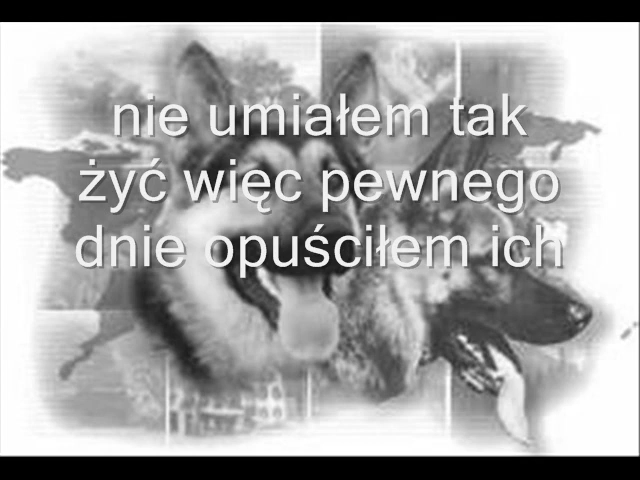 nie umiałem tak
żyć więc pewnego
dnie opuściłem ich